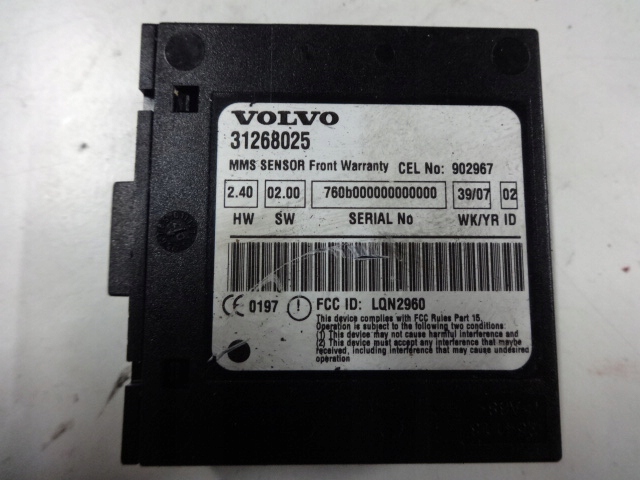 VOLVO
31268025
MMS SENSOR Front Warranty CEL No: 902967
2.40 02.00 760b000000000000 39/07 02
HW SW SERIAL No WK/YR ID
CE 0197 ! FCC ID: LQN2960
This device complies with FCC Rules Part 15.
Operation is subject to the following two conditions
(1) This device may not cause harmful interference and
(2) This device must accept any interference that maybe
received, including interference that may cause undesired
operation